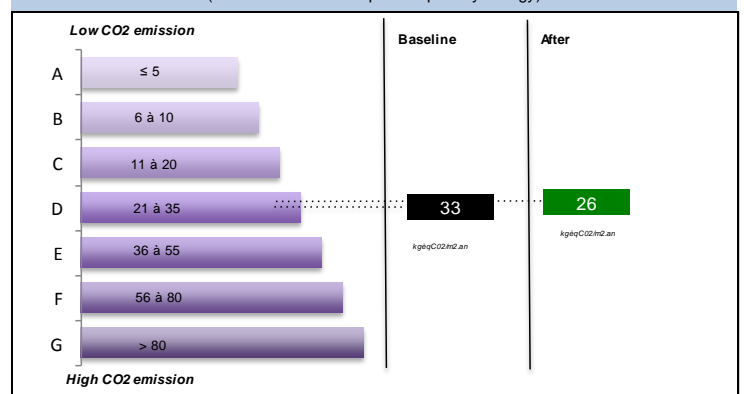 Low CO2 emission
Baseline
After
A ≤ 5
B 6 à 10
C 11 à 20
D 21 à 35 33 26
kgéqC02/m2.an kgéqC02/m2.an
E 36 à 55
F 56 à 80
G > 80
High CO2 emission